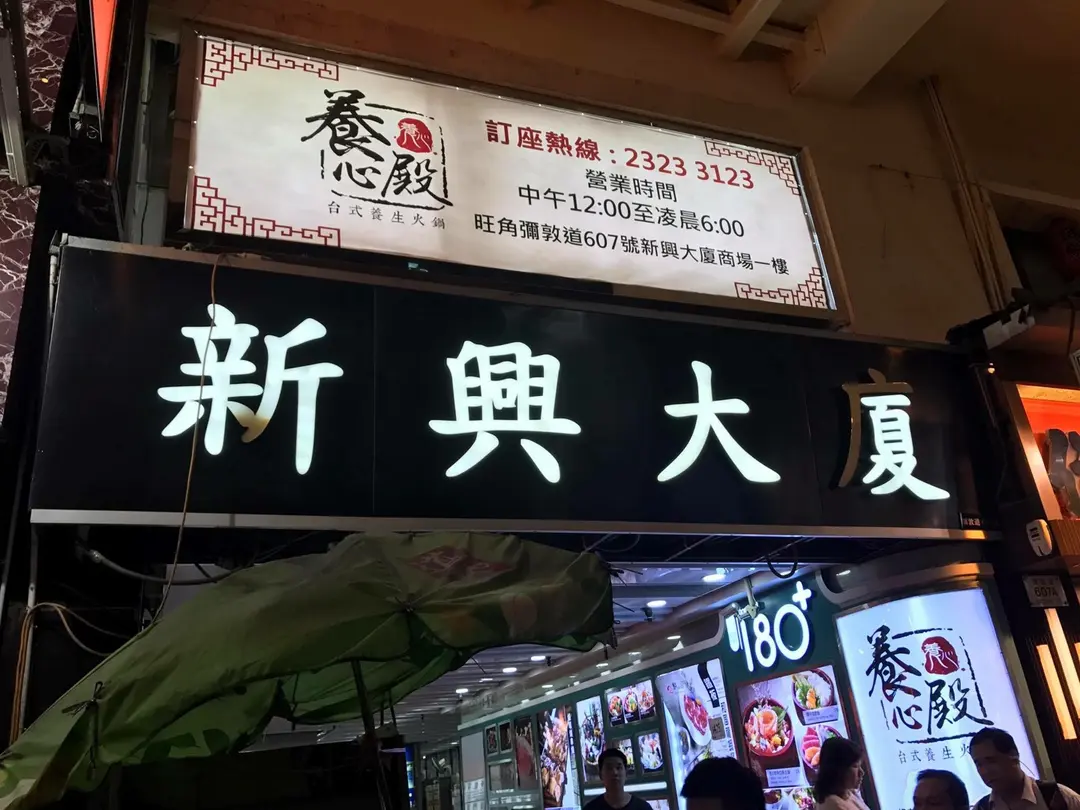 養心殿
養心
台式養生火鍋
訂座熱線：2323 3123
營業時間
中午12:00至凌晨6:00
旺角彌敦道607號新興大廈商場一樓
新興大廈
180+
607A
養心殿
養心
台式養生火